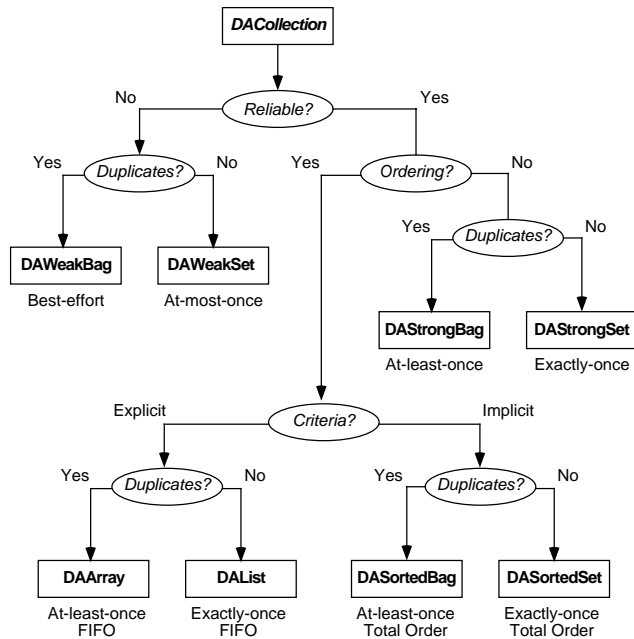 DACollection
No
Reliable?
Yes
Yes
Duplicates?
No
Yes
Ordering?
No
DAWeakBag
DAWeakSet
Best-effort
At-most-once
Yes
Duplicates?
No
DAStrongBag
DAStrongSet
At-least-once
Exactly-once
Explicit
Criteria?
Implicit
Yes
Duplicates?
No
Yes
Duplicates?
No
DAArray
DAList
DASortedBag
DASortedSet
At-least-once
FIFO
Exactly-once
FIFO
At-least-once
Total Order
Exactly-once
Total Order